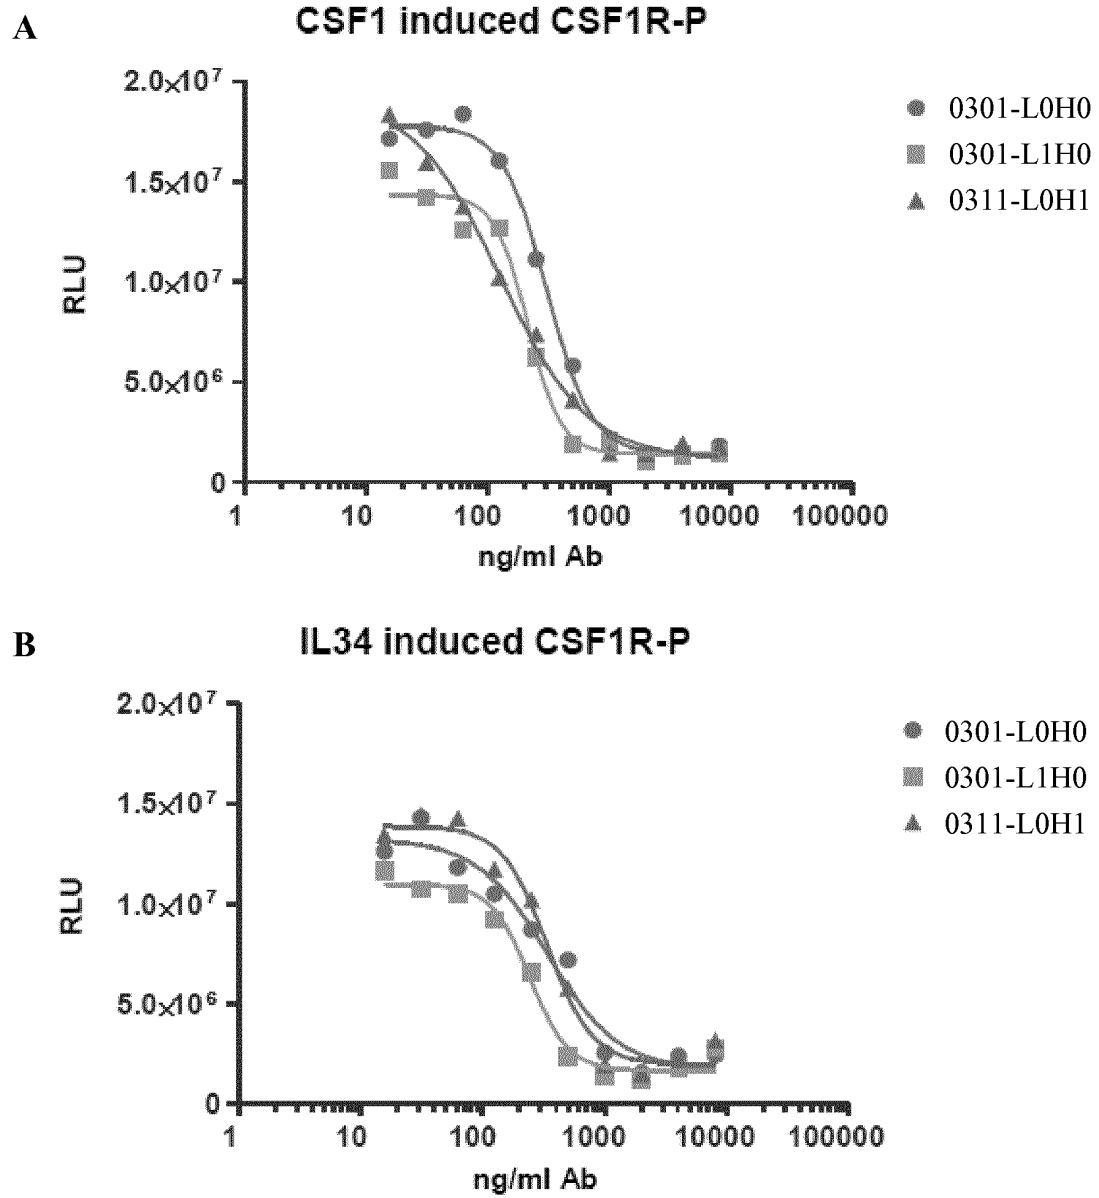 A
CSF1 induced CSF1R-P
2.0×10⁷
1.5×10⁷
1.0×10⁷
5.0×10⁶
0
RLU
1 10 100 1000 10000 100000
ng/ml Ab
0301-L0H0
0301-L1H0
0311-L0H1
B
IL34 induced CSF1R-P
2.0×10⁷
1.5×10⁷
1.0×10⁷
5.0×10⁶
0
RLU
1 10 100 1000 10000 100000
ng/ml Ab
0301-L0H0
0301-L1H0
0311-L0H1